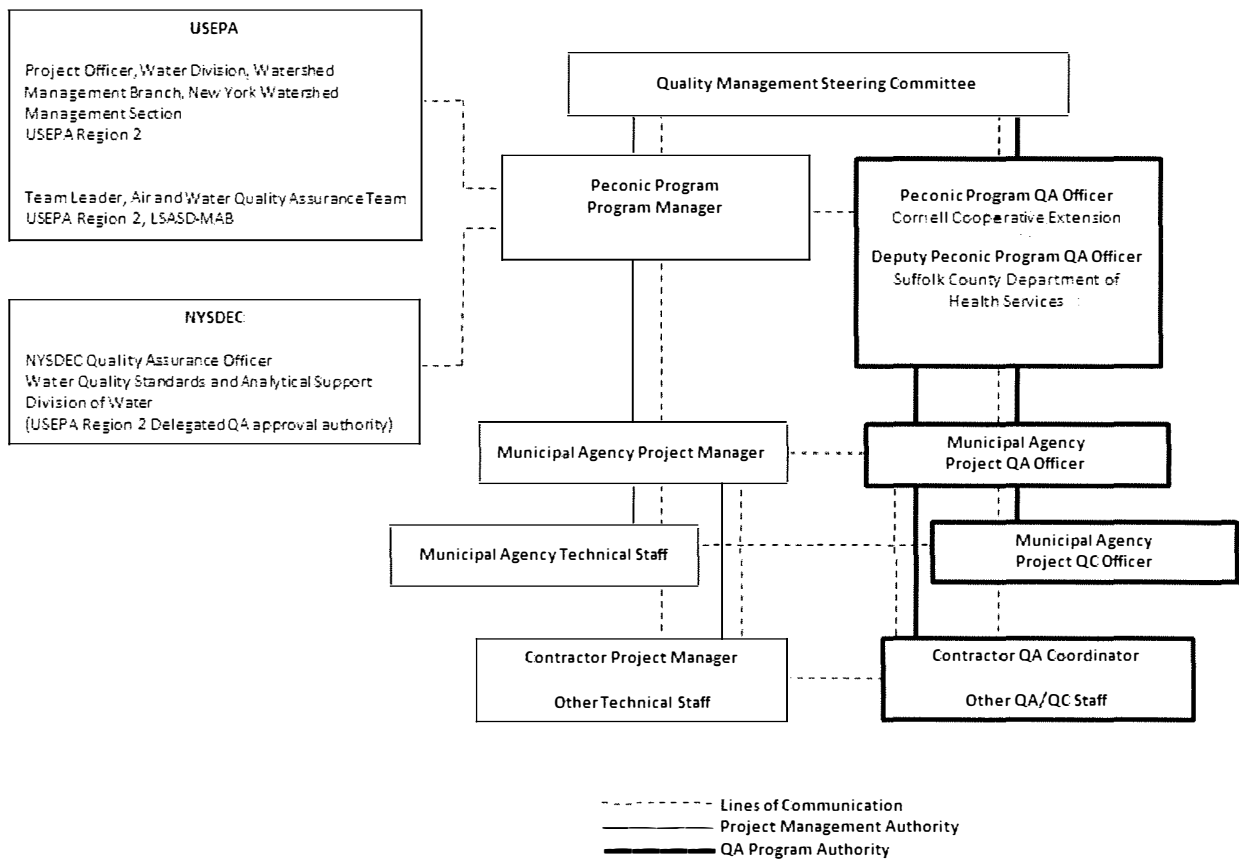 USEPA
Project Officer, Water Division, Watershed
Management Branch, New York Watershed
Management Section
USEPA Region 2
Team Leader, Air and Water Quality Assurance Team
USEPA Region 2, LSASD-MAB
NYSDEC
NYSDEC Quality Assurance Officer
Water Quality Standards and Analytical Support
Division of Water
(USEPA Region 2 Delegated QA approval authority)
Quality Management Steering Committee
Peconic Program
Program Manager
Peconic Program QA Officer
Cornell Cooperative Extension
Deputy Peconic Program QA Officer
Suffolk County Department of
Health Services
Municipal Agency Project Manager
Municipal Agency
Project QA Officer
Municipal Agency Technical Staff
Municipal Agency
Project QC Officer
Contractor Project Manager
Other Technical Staff
Contractor QA Coordinator
Other QA/QC Staff
Lines of Communication
Project Management Authority
QA Program Authority